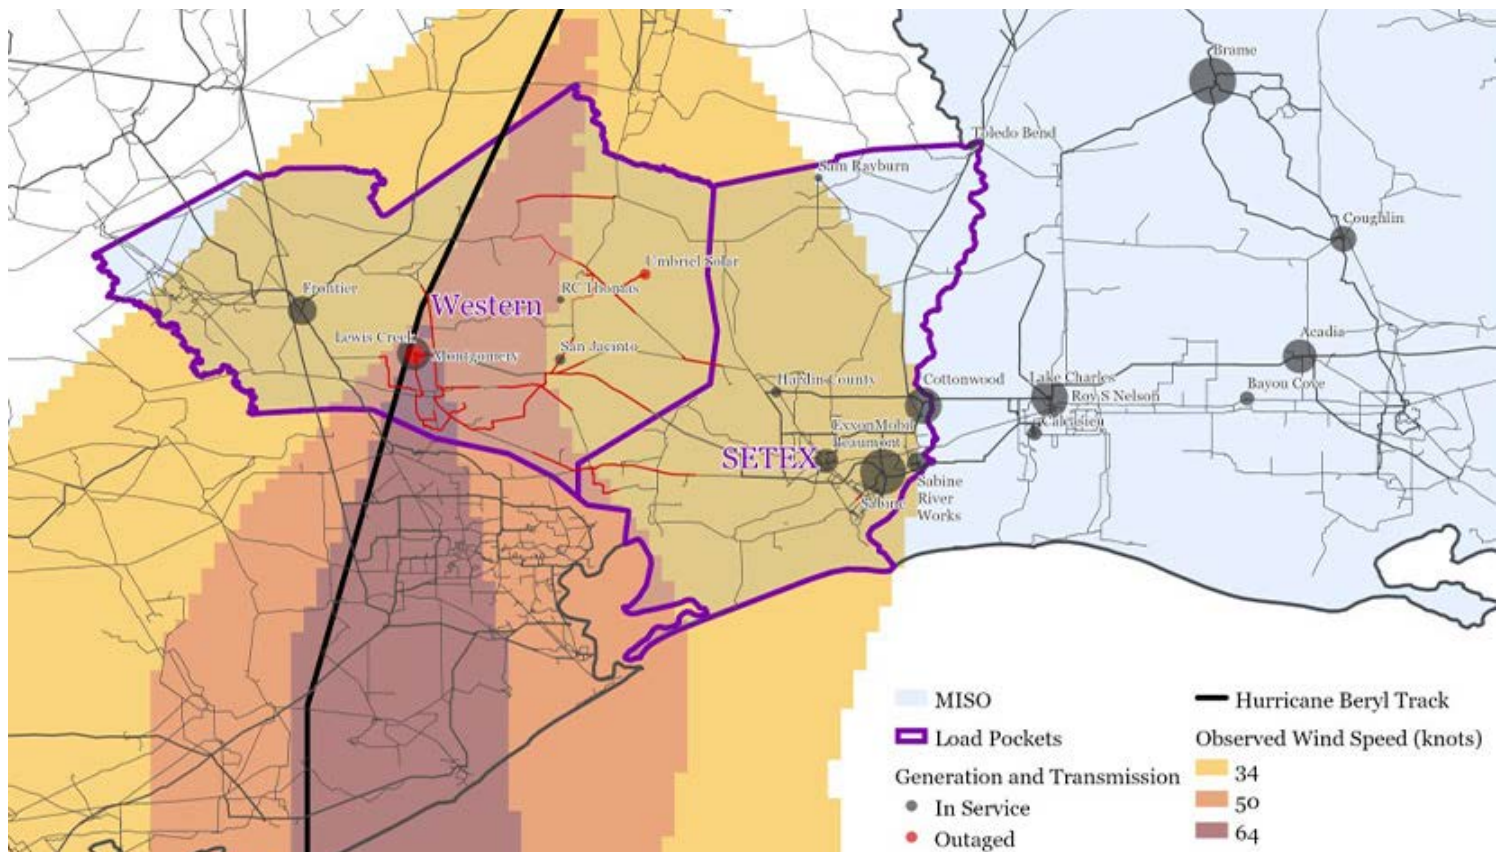 Brame
Toledo Bend
Sam Rayburn
Coughlin
Umbriel Solar
Frontier
RC Thomas
Western
Lewis Creek
Montgomery
San Jacinto
Acadia
Hardin County
Cottonwood
Lake Charles
Roy S Nelson
Bayou Cove
Calcasieu
ExxonMobil
Beaumont
SETEX
Sabine
Sabine
River
Works
MISO
Load Pockets
Generation and Transmission
In Service
Outaged
Hurricane Beryl Track
Observed Wind Speed (knots)
34
50
64